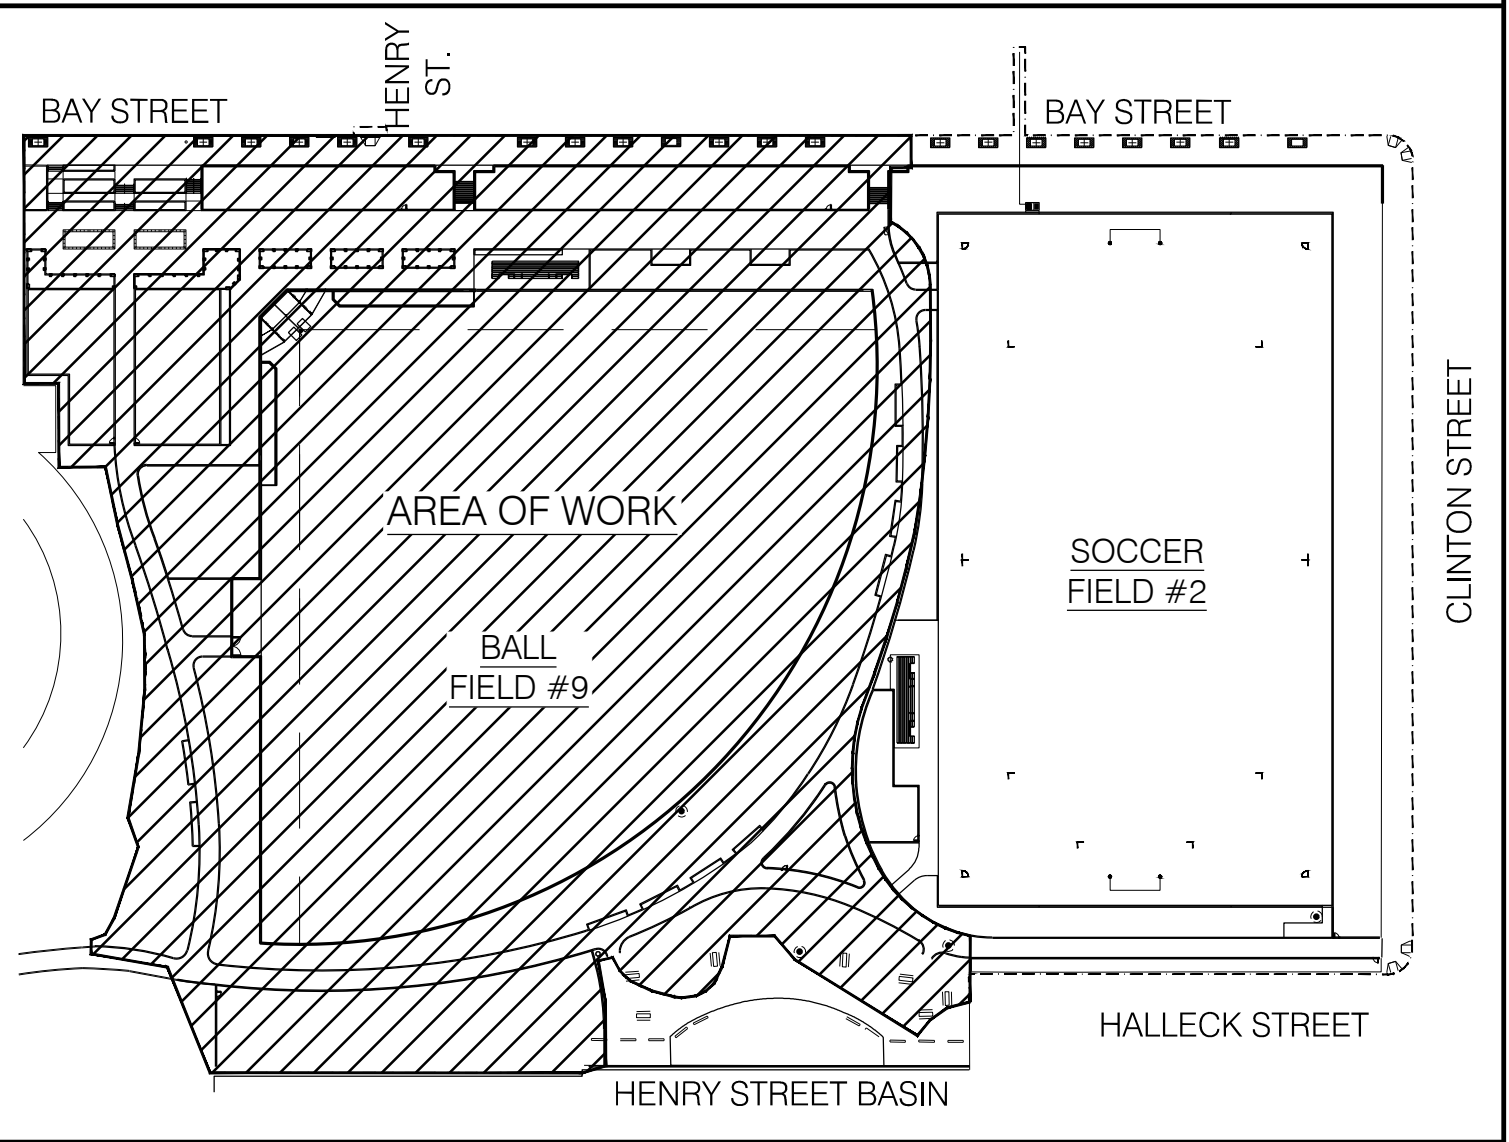 HENRY
ST.
BAY STREET
BAY STREET
CLINTON STREET
AREA OF WORK
SOCCER
FIELD #2
BALL
FIELD #9
HALLECK STREET
HENRY STREET BASIN